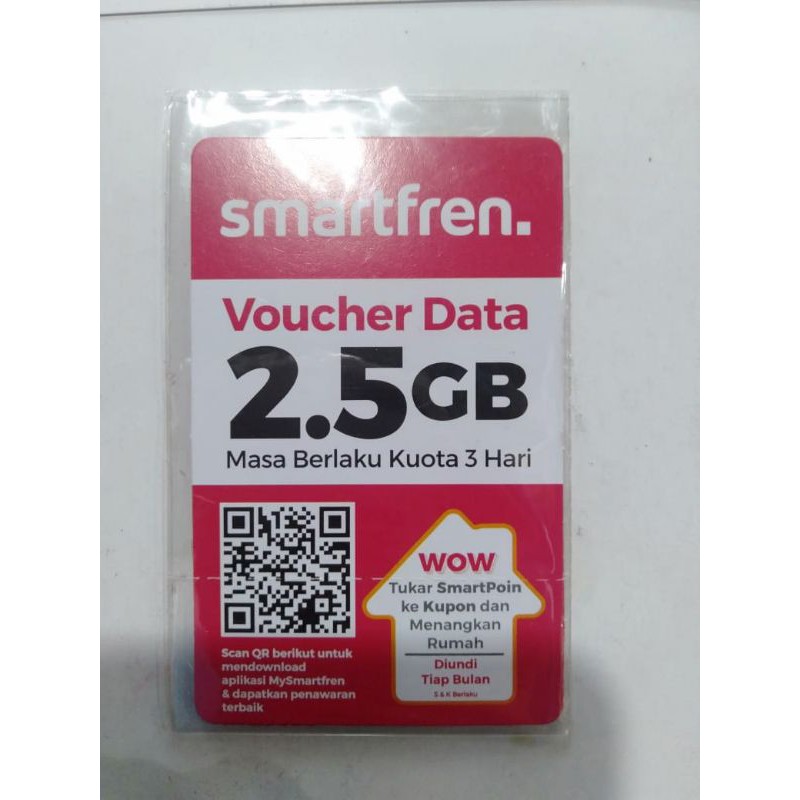 smartfren.
Voucher Data
2.5GB
Masa Berlaku Kuota 3 Hari
Scan QR berikut untuk
mendownload
aplikasi MySmartfren
& dapatkan penawaran
terbaik
WOW
Tukar SmartPoin
ke Kupon dan
Menangkan
Rumah
Diundi
Tiap Bulan
S & K Berlaku